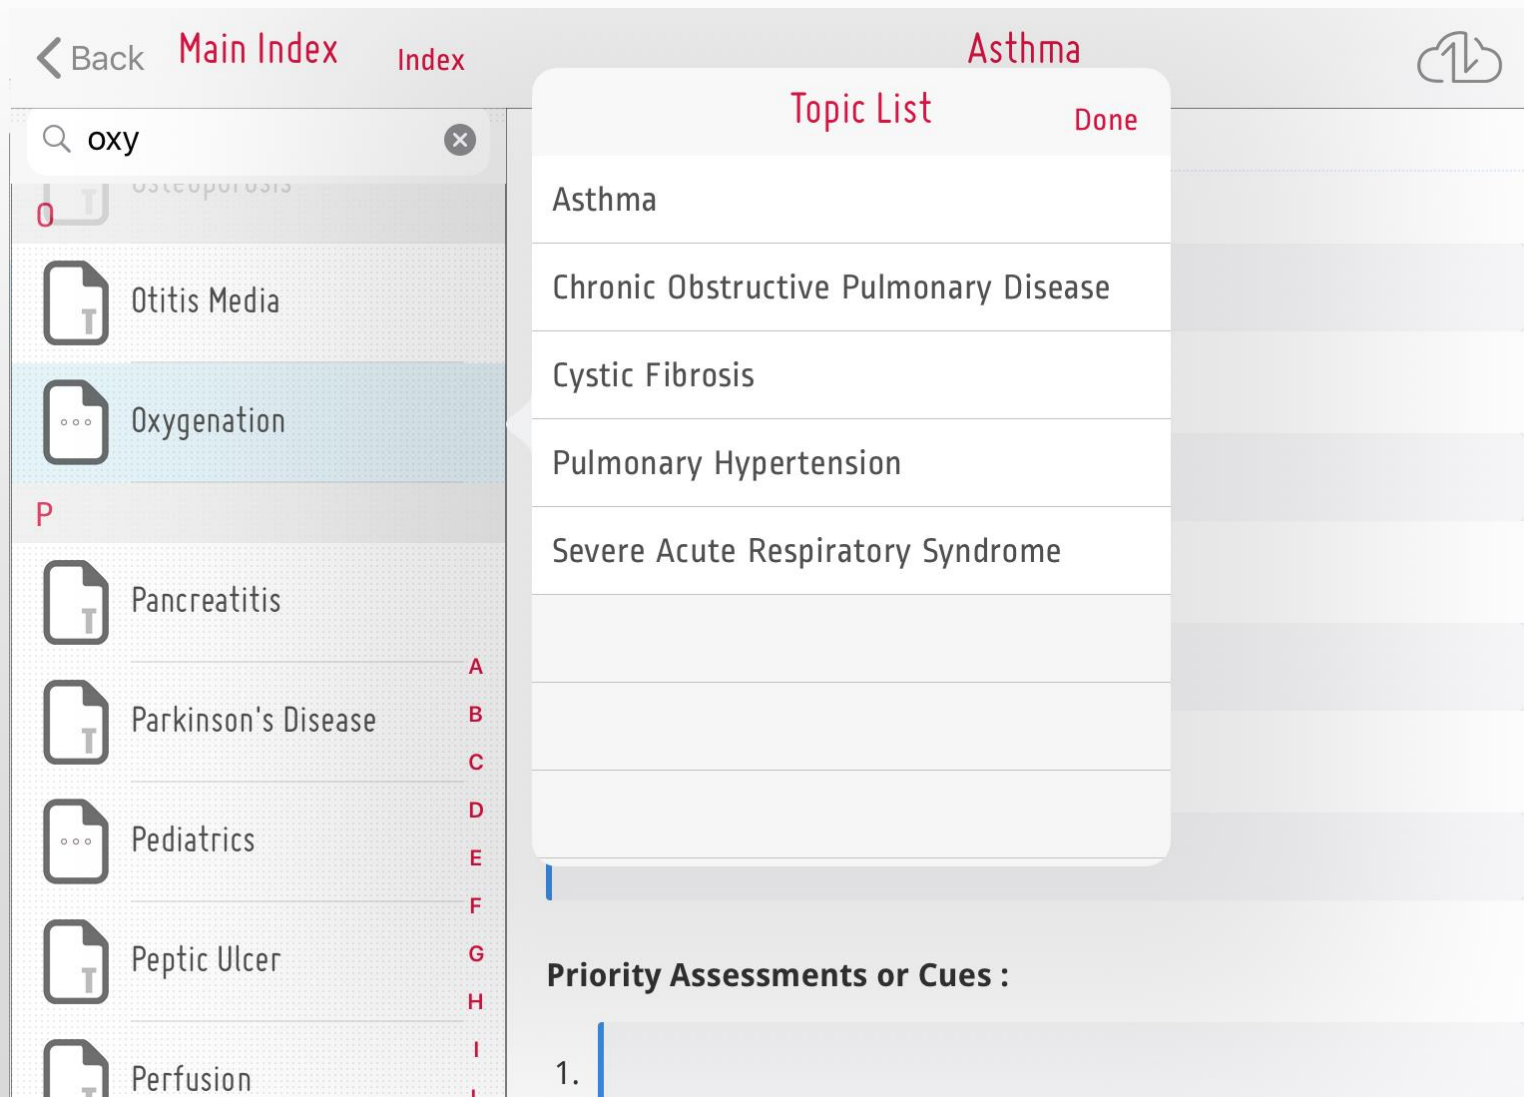 Back
Main Index
Index
Asthma
oxy
Topic List
Done
Osteoporosis
O
Otitis Media
Oxygenation
P
Pancreatitis
Parkinson's Disease
Pediatrics
Peptic Ulcer
Perfusion
A
B
C
D
E
F
G
H
I
Asthma
Chronic Obstructive Pulmonary Disease
Cystic Fibrosis
Pulmonary Hypertension
Severe Acute Respiratory Syndrome
Priority Assessments or Cues :
1.